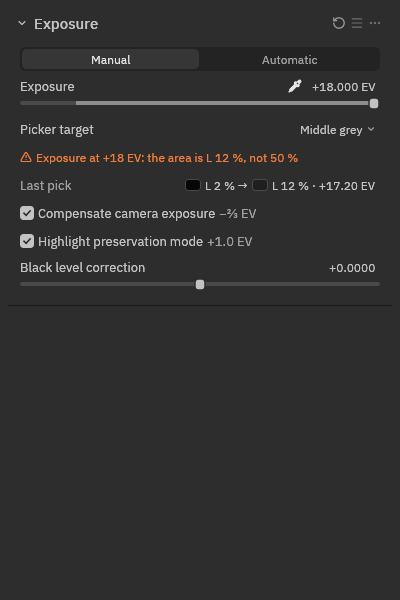 Exposure
Manual Automatic
Exposure +18.000 EV
Picker target Middle grey
Exposure at +18 EV: the area is L 12 %, not 50 %
Last pick L 2 % → L 12 % · +17.20 EV
Compensate camera exposure −⅔ EV
Highlight preservation mode +1.0 EV
Black level correction +0.0000